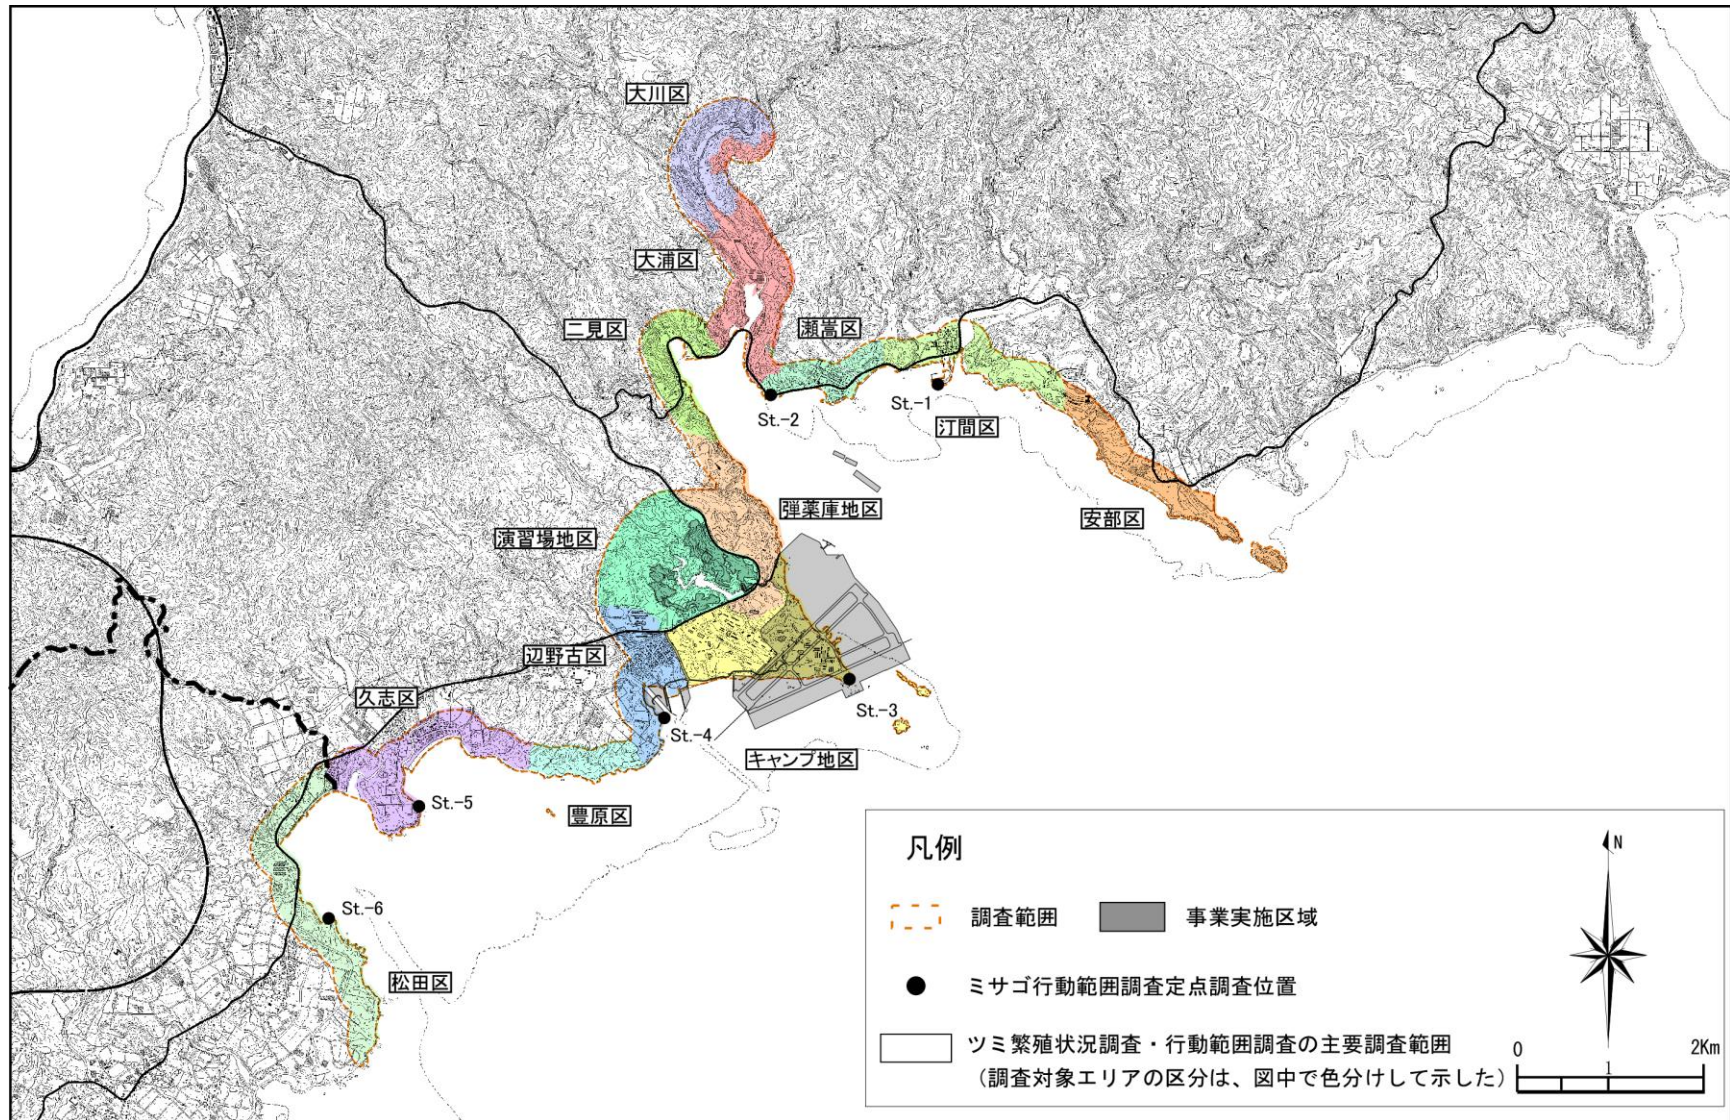 大川区
大浦区
二見区
瀬嵩区
St.-2
St.-1
汀間区
安部区
弾薬庫地区
演習場地区
辺野古区
久志区
St.-3
St.-4
キャンプ地区
St.-5
豊原区
St.-6
松田区
凡例
調査範囲
事業実施区域
ミサゴ行動範囲調査定点調査位置
ツミ繁殖状況調査・行動範囲調査の主要調査範囲
（調査対象エリアの区分は、図中で色分けして示した）
N
0 1 2Km